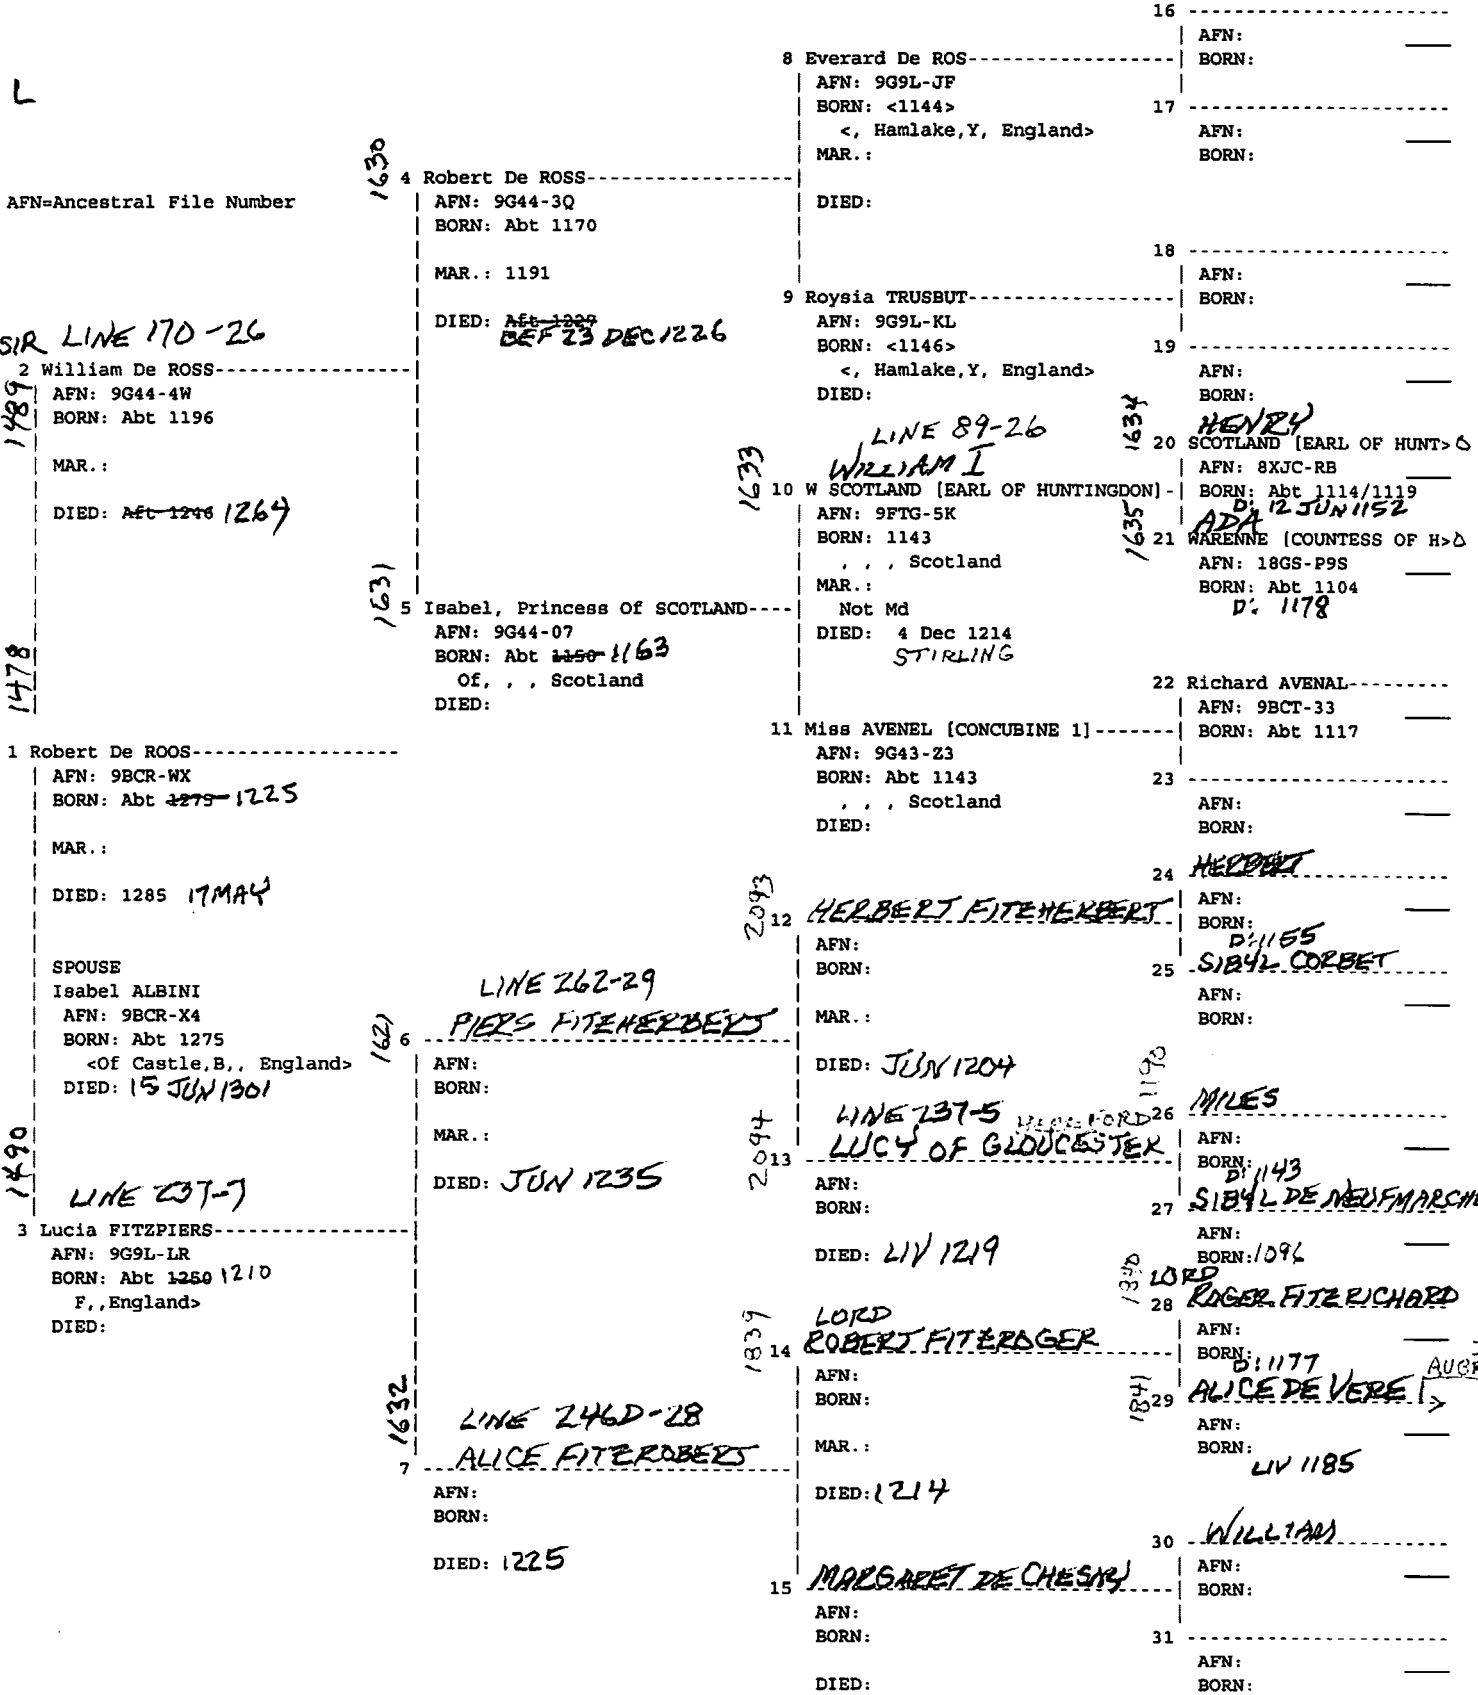 L
AFN=Ancestral File Number
SIR LINE 170-26
1489
2 William De ROSS
AFN: 9G44-4W
BORN: Abt 1196
MAR.:
DIED: Aft 1246 1264
1478
1 Robert De ROOS
AFN: 9BCR-WX
BORN: Abt 1275 1225
MAR.:
DIED: 1285 17 MAY
SPOUSE
Isabel ALBINI
AFN: 9BCR-X4
BORN: Abt 1275
<Of Castle,B,, England>
DIED: 15 JUN 1301
1490
LINE 237-7
3 Lucia FITZPIERS
AFN: 9G9L-LR
BORN: Abt 1250 1210
F,,England>
DIED:
1630
4 Robert De ROSS
AFN: 9G44-3Q
BORN: Abt 1170
MAR.: 1191
DIED: Aft 1229
BEF 23 DEC 1226
1631
5 Isabel, Princess Of SCOTLAND
AFN: 9G44-07
BORN: Abt 1150 1163
Of, , , Scotland
DIED:
LINE 262-29
1621
6 PIERS FITZHERBERT
AFN:
BORN:
MAR.:
DIED: JUN 1235
1632
LINE 246D-28
7 ALICE FITZROBERT
AFN:
BORN:
DIED: 1225
8 Everard De ROS
AFN: 9G9L-JF
BORN: <1144>
<, Hamlake,Y, England>
MAR.:
DIED:
9 Roysia TRUSBUT
AFN: 9G9L-KL
BORN: <1146>
<, Hamlake,Y, England>
DIED:
LINE 89-26
1633
WILLIAM I
10 W SCOTLAND [EARL OF HUNTINGDON]
AFN: 9FTG-5K
BORN: 1143
, , , Scotland
MAR.:
Not Md
DIED: 4 Dec 1214
STIRLING
11 Miss AVENEL [CONCUBINE 1]
AFN: 9G43-Z3
BORN: Abt 1143
, , , Scotland
DIED:
2093
12 HERBERT FITZHERBERT
AFN:
BORN:
MAR.:
DIED: JUN 1204
LINE 237-5 HEREFORD
2094
13 LUCY OF GLOUCESTER
AFN:
BORN:
DIED: LIV 1219
1839
LORD
14 ROBERT FITZROGER
AFN:
BORN:
MAR.:
DIED: 1214
15 MARGARET DE CHESNEY
AFN:
BORN:
DIED:
16
AFN:
BORN:
17
AFN:
BORN:
18
AFN:
BORN:
19
AFN:
BORN:
1634
HENRY
20 SCOTLAND [EARL OF HUNT>
AFN: 8XJC-RB
BORN: Abt 1114/1119
D: 12 JUN 1152
1635
ADA
21 WARENNE [COUNTESS OF H>
AFN: 18GS-P9S
BORN: Abt 1104
D: 1178
22 Richard AVENAL
AFN: 9BCT-33
BORN: Abt 1117
23
AFN:
BORN:
24 HERBERT
AFN:
BORN:
D: 1155
25 SIBYL CORBET
AFN:
BORN:
1190
26 MILES
AFN:
BORN:
D: 1143
27 SIBYL DE NEUFMARCHE
AFN:
BORN: 1096
1840
LORD
28 ROGER FITZRICHARD
AFN:
BORN:
D: 1177
1841
29 ALICE DE VERE >
AFN:
BORN:
LIV 1185
30 WILLIAM
AFN:
BORN:
31
AFN:
BORN: